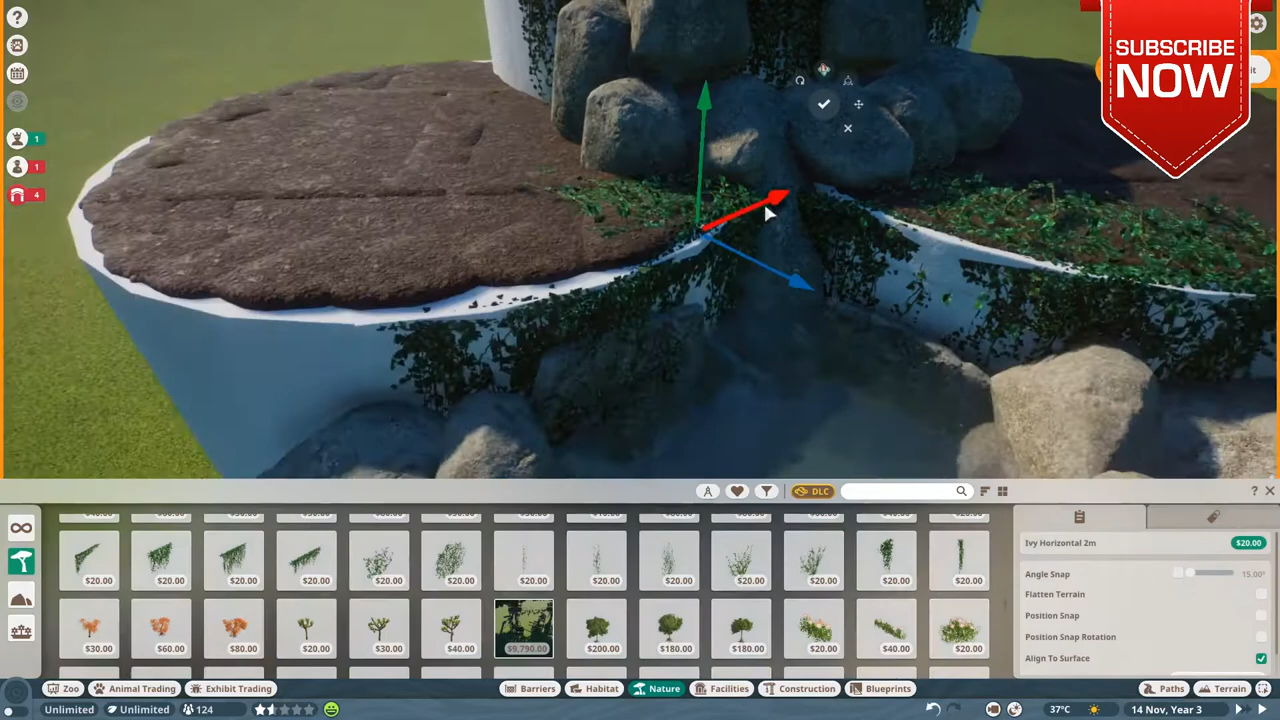 ?
SUBSCRIBE
NOW
it
1
1
4
DLC
? 
$20.00 $20.00 $20.00 $20.00 $20.00 $20.00 $20.00 $20.00 $20.00 $20.00 $20.00 $20.00 $20.00
$30.00 $60.00 $80.00 $20.00 $30.00 $40.00 $9,790.00 $200.00 $180.00 $180.00 $20.00 $40.00 $20.00
Ivy Horizontal 2m $20.00
Angle Snap 15.00°
Flatten Terrain
Position Snap
Position Snap Rotation
Align To Surface
Zoo Animal Trading Exhibit Trading Barriers Habitat Nature Facilities Construction Blueprints Paths Terrain
Unlimited Unlimited 124 37°C 14 Nov, Year 3